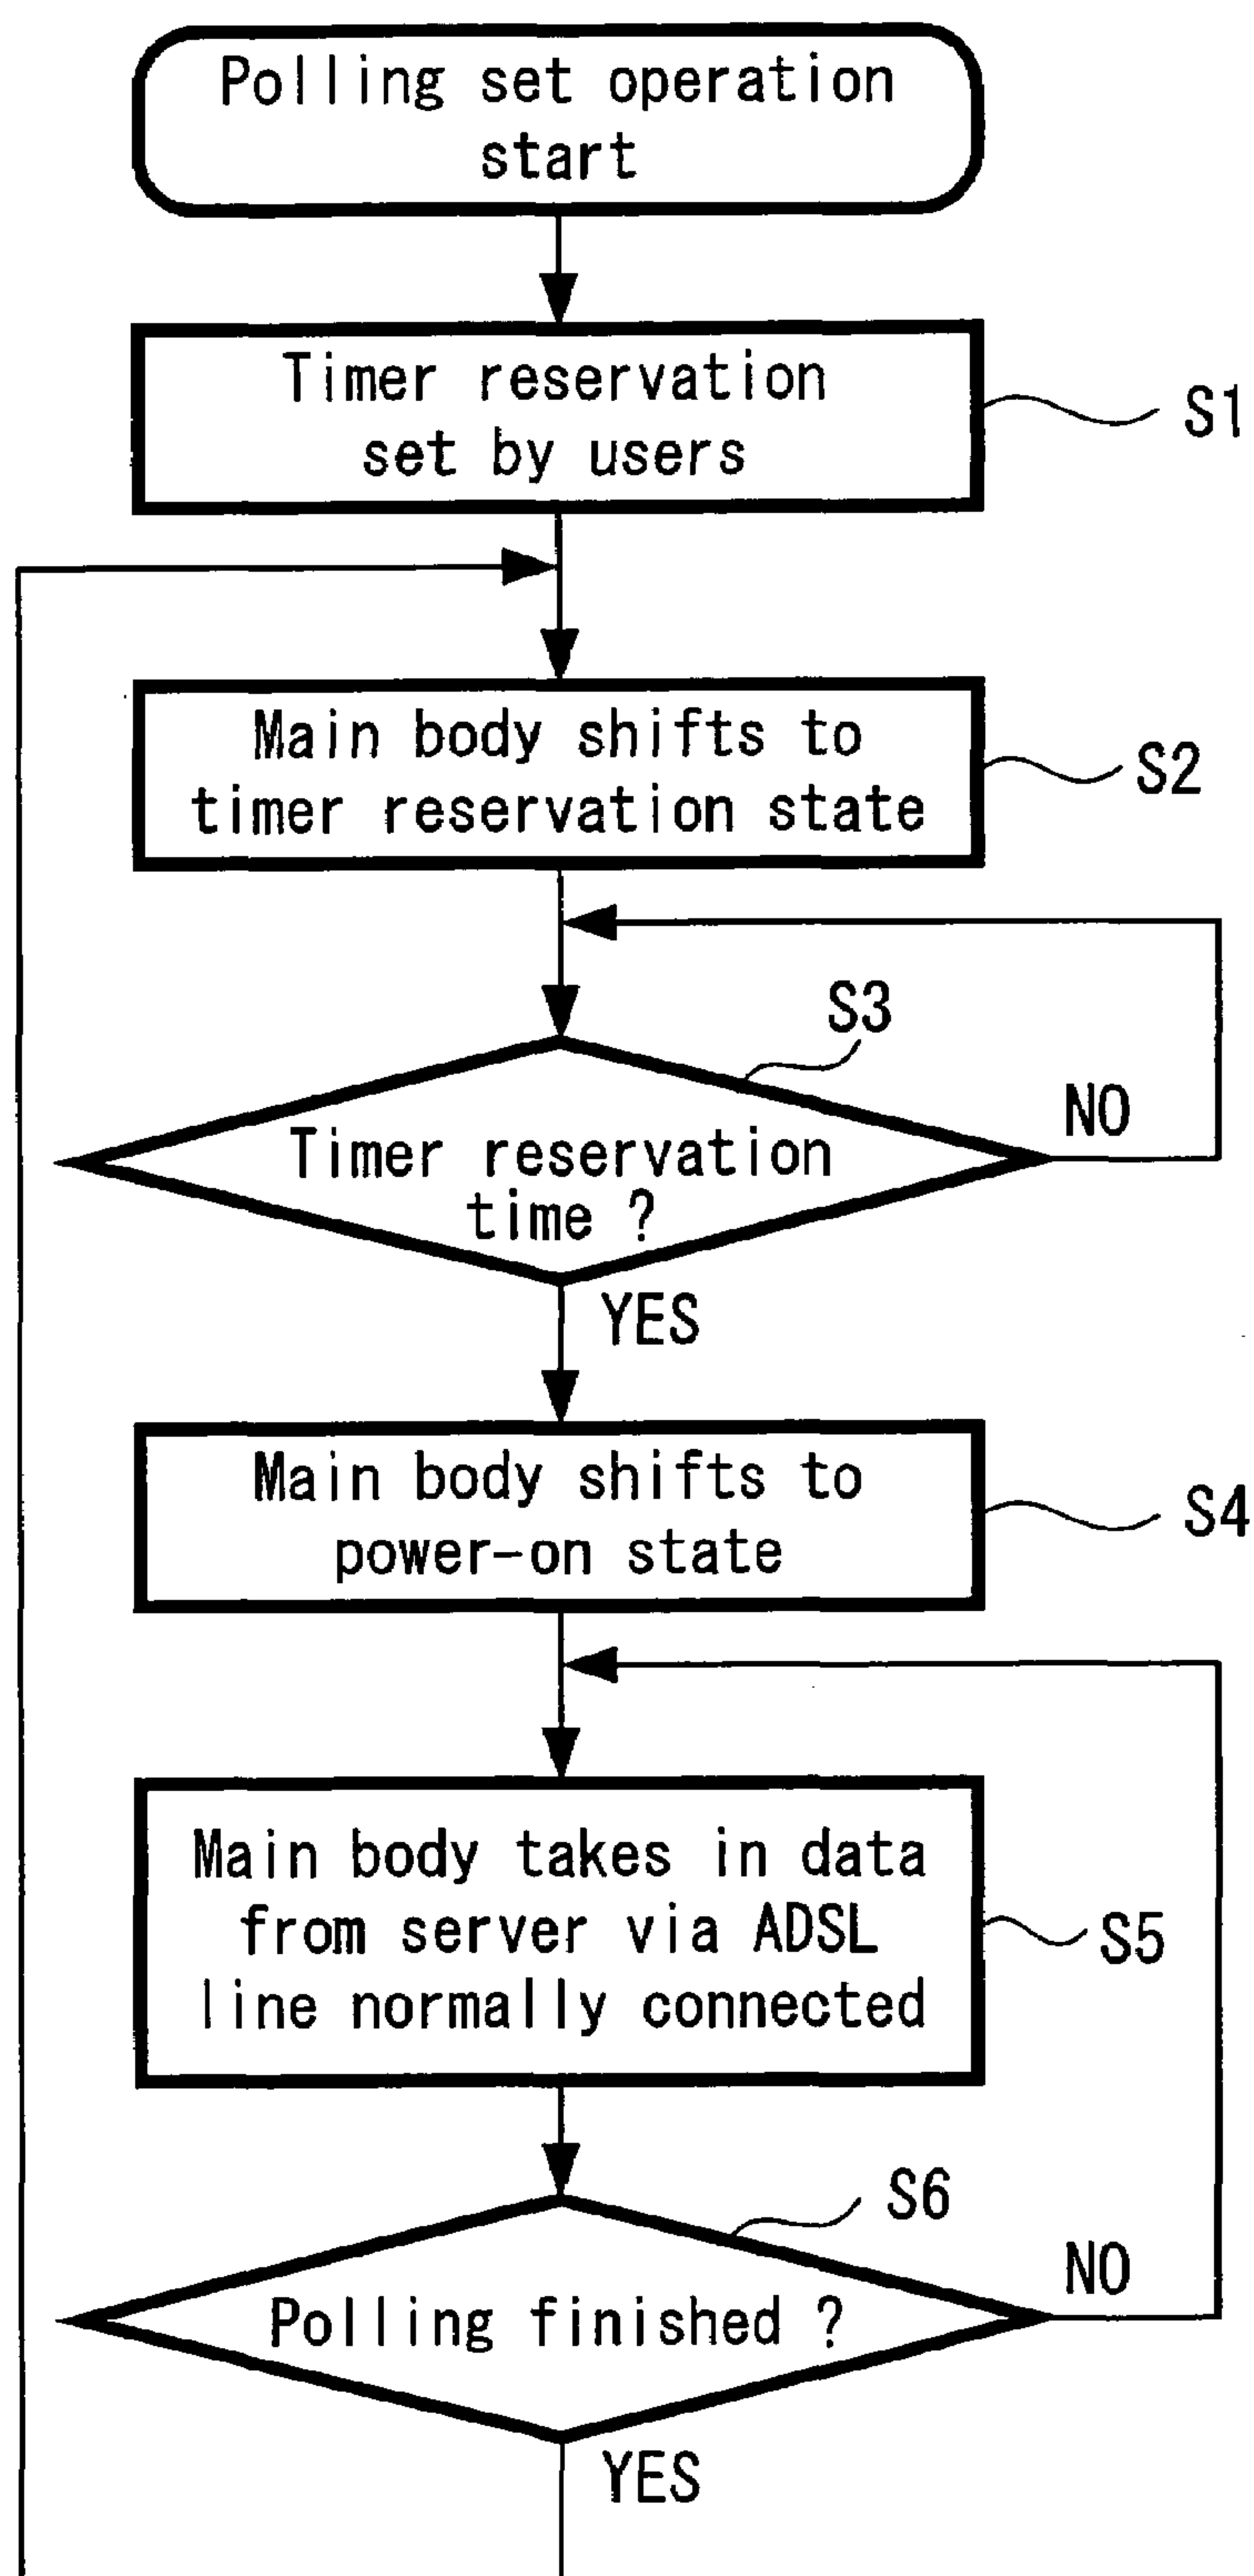 Polling set operation
start
Timer reservation
set by users
S1
Main body shifts to
timer reservation state
S2
S3
Timer reservation
time ?
NO
YES
Main body shifts to
power-on state
S4
Main body takes in data
from server via ADSL
line normally connected
S5
S6
Polling finished ?
NO
YES